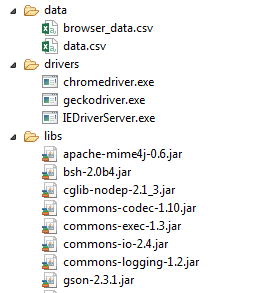 data
browser_data.csv
data.csv
drivers
chromedriver.exe
geckodriver.exe
IEDriverServer.exe
libs
apache-mime4j-0.6.jar
bsh-2.0b4.jar
cglib-nodep-2.1_3.jar
commons-codec-1.10.jar
commons-exec-1.3.jar
commons-io-2.4.jar
commons-logging-1.2.jar
gson-2.3.1.jar